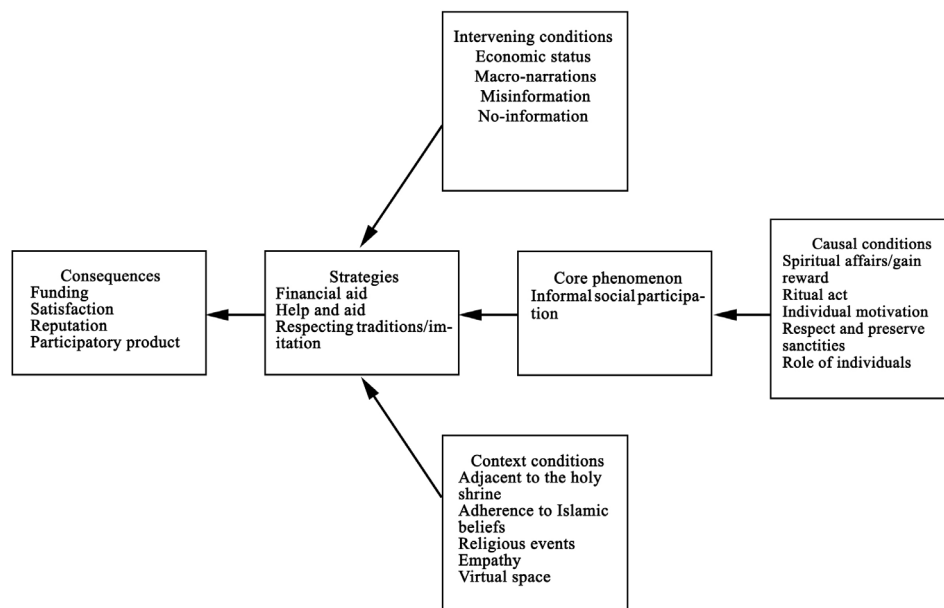 Intervening conditions
Economic status
Macro-narrations
Misinformation
No-information
Consequences
Funding
Satisfaction
Reputation
Participatory product
Strategies
Financial aid
Help and aid
Respecting traditions/im-
itation
Core phenomenon
Informal social participa-
tion
Causal conditions
Spiritual affairs/gain
reward
Ritual act
Individual motivation
Respect and preserve
sanctities
Role of individuals
Context conditions
Adjacent to the holy
shrine
Adherence to Islamic
beliefs
Religious events
Empathy
Virtual space